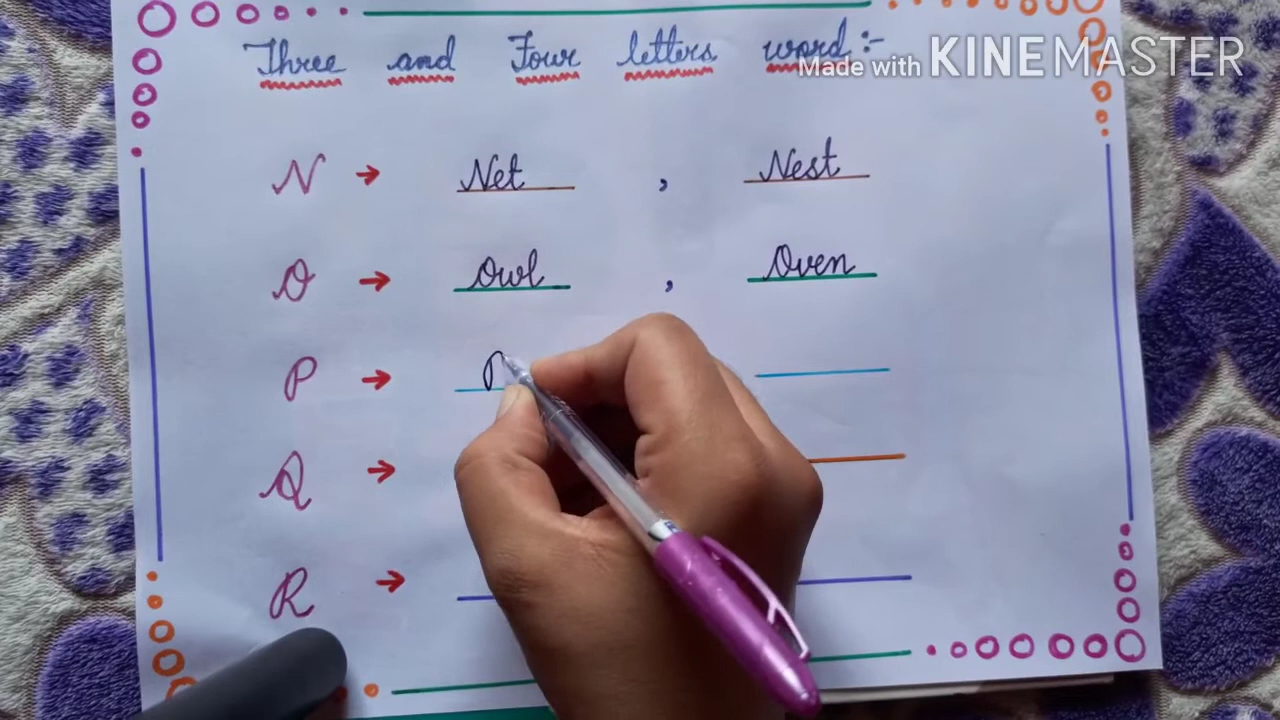 Three and Four letters word :-
Made with KINEMASTER
N → Net , Nest
O → Owl , Oven
P →
Q →
R →